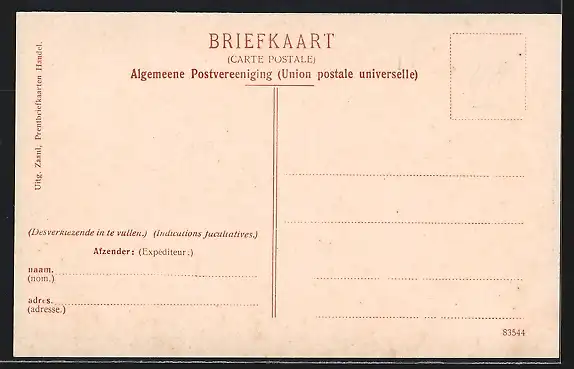 BRIEFKAART
(CARTE POSTALE)
Algemeene Postvereeniging (Union postale universelle)
Uitg. Zaanl. Prentbriefkaarten Handel.
(Desverkiezende in te vullen.) (Indications facultatives.)
Afzender: (Expéditeur:)
naam.
(nom.)
adres.
(adresse.)
83544